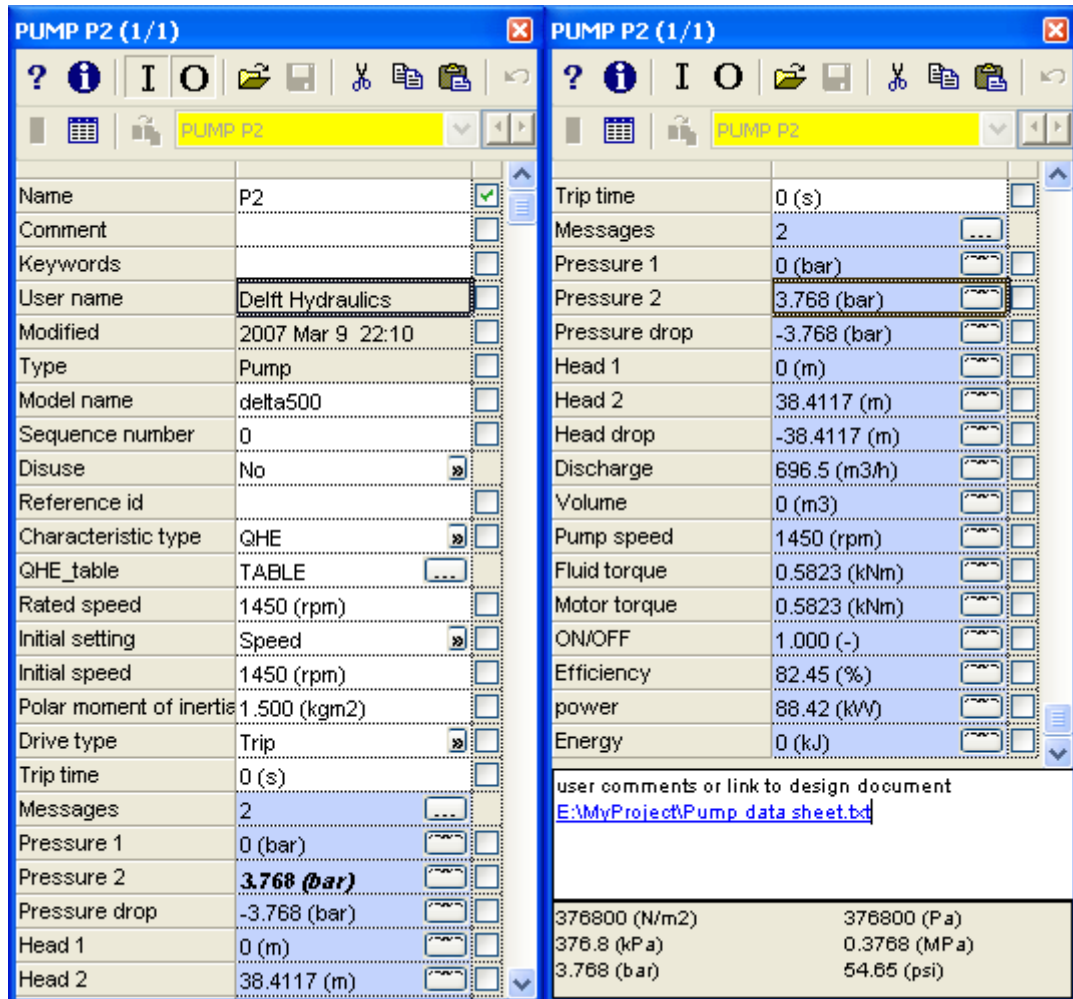 PUMP P2 (1/1)
PUMP P2
Name P2
Comment
Keywords
User name Delft Hydraulics
Modified 2007 Mar 9 22:10
Type Pump
Model name delta500
Sequence number 0
Disuse No
Reference id
Characteristic type QHE
QHE_table TABLE ...
Rated speed 1450 (rpm)
Initial setting Speed
Initial speed 1450 (rpm)
Polar moment of inertia 1.500 (kgm2)
Drive type Trip
Trip time 0 (s)
Messages 2 ...
Pressure 1 0 (bar)
Pressure 2 3.768 (bar)
Pressure drop -3.768 (bar)
Head 1 0 (m)
Head 2 38.4117 (m)
PUMP P2 (1/1)
PUMP P2
Trip time 0 (s)
Messages 2 ...
Pressure 1 0 (bar)
Pressure 2 3.768 (bar)
Pressure drop -3.768 (bar)
Head 1 0 (m)
Head 2 38.4117 (m)
Head drop -38.4117 (m)
Discharge 696.5 (m3/h)
Volume 0 (m3)
Pump speed 1450 (rpm)
Fluid torque 0.5823 (kNm)
Motor torque 0.5823 (kNm)
ON/OFF 1.000 (-)
Efficiency 82.45 (%)
power 88.42 (kW)
Energy 0 (kJ)
user comments or link to design document
E:\MyProject\Pump data sheet.txt
376800 (N/m2) 376800 (Pa)
376.8 (kPa) 0.3768 (MPa)
3.768 (bar) 54.65 (psi)